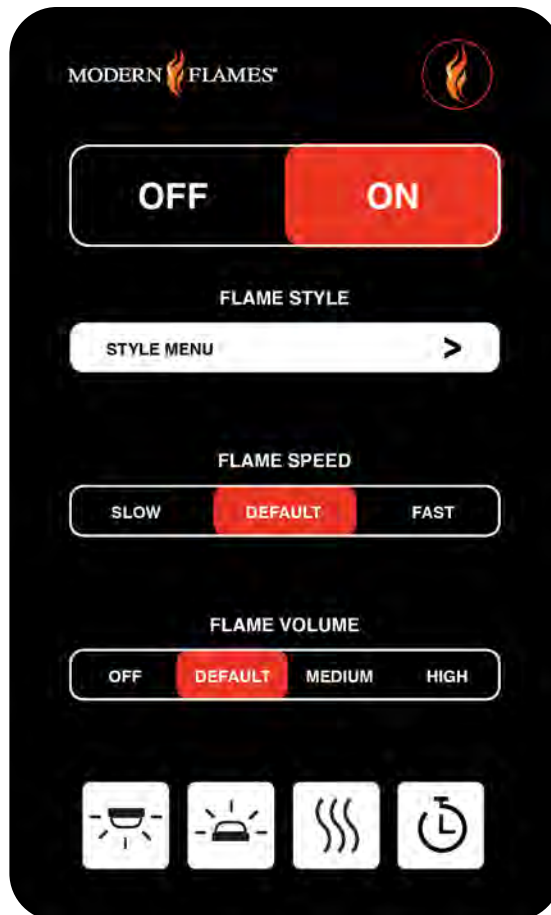 MODERN FLAMES®
OFF ON
FLAME STYLE
STYLE MENU >
FLAME SPEED
SLOW DEFAULT FAST
FLAME VOLUME
OFF DEFAULT MEDIUM HIGH